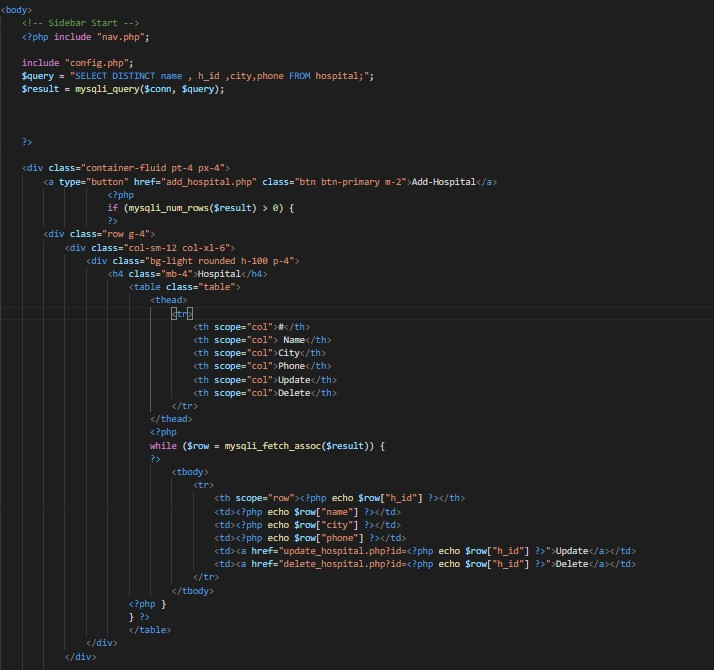 <body>
<!-- Sidebar Start -->
<?php include "nav.php";
include "config.php";
$query = "SELECT DISTINCT name , h_id ,city,phone FROM hospital;";
$result = mysqli_query($conn, $query);
?>
<div class="container-fluid pt-4 px-4">
<a type="button" href="add_hospital.php" class="btn btn-primary m-2">Add-Hospital</a>
<?php
if (mysqli_num_rows($result) > 0) {
?>
<div class="row g-4">
<div class="col-sm-12 col-xl-6">
<div class="bg-light rounded h-100 p-4">
<h4 class="mb-4">Hospital</h4>
<table class="table">
<thead>
<tr>
<th scope="col">#</th>
<th scope="col"> Name</th>
<th scope="col">City</th>
<th scope="col">Phone</th>
<th scope="col">Update</th>
<th scope="col">Delete</th>
</tr>
</thead>
<?php
while ($row = mysqli_fetch_assoc($result)) {
?>
<tbody>
<tr>
<th scope="row"><?php echo $row["h_id"] ?></th>
<td><?php echo $row["name"] ?></td>
<td><?php echo $row["city"] ?></td>
<td><?php echo $row["phone"] ?></td>
<td><a href="update_hospital.php?id=<?php echo $row["h_id"] ?>">Update</a></td>
<td><a href="delete_hospital.php?id=<?php echo $row["h_id"] ?>">Delete</a></td>
</tr>
</tbody>
<?php }
} ?>
</table>
</div>
</div>